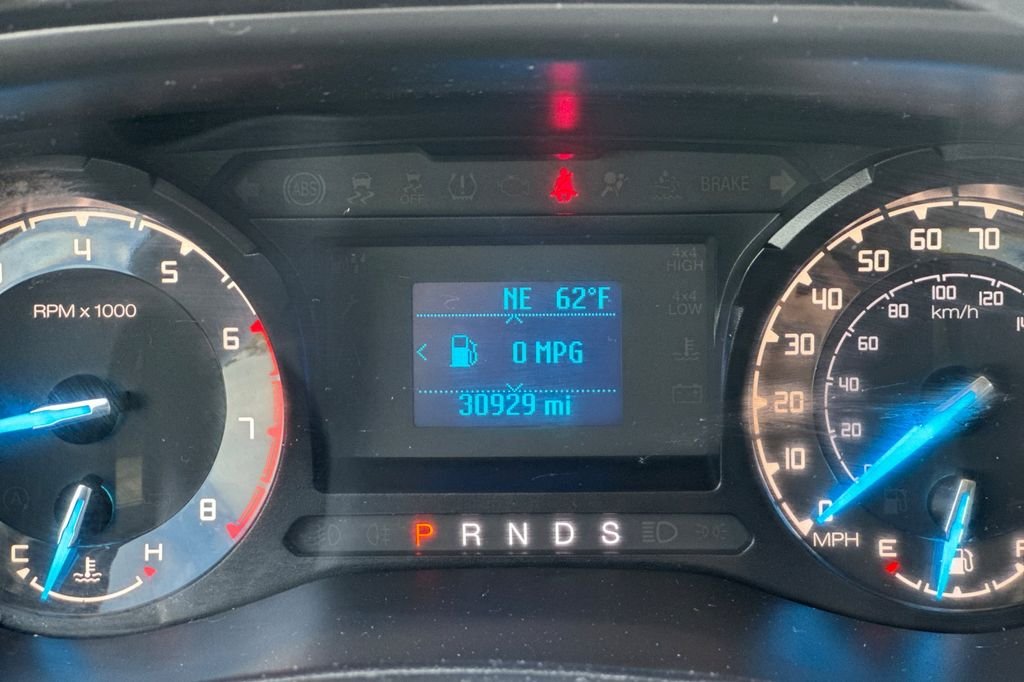 ABS
OFF
BRAKE
4
5
6
7
8
RPM x 1000
C
H
4x4
HIGH
4x4
LOW
NE 62°F
< 0 MPG
30929 mi
P R N D S
0
10
20
30
40
50
60
70
MPH
20
40
60
80
100
120
km/h
E
F